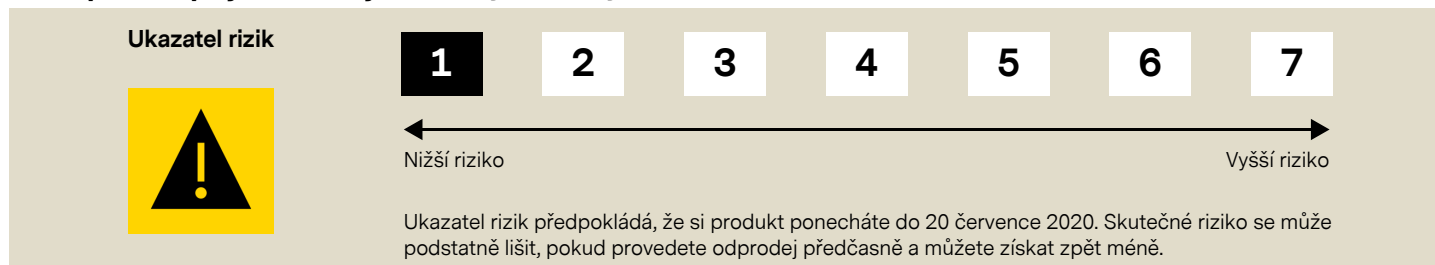 Ukazatel rizik
1 2 3 4 5 6 7
Nižší riziko Vyšší riziko
Ukazatel rizik předpokládá, že si produkt ponecháte do 20 července 2020. Skutečné riziko se může
podstatně lišit, pokud provedete odprodej předčasně a můžete získat zpět méně.